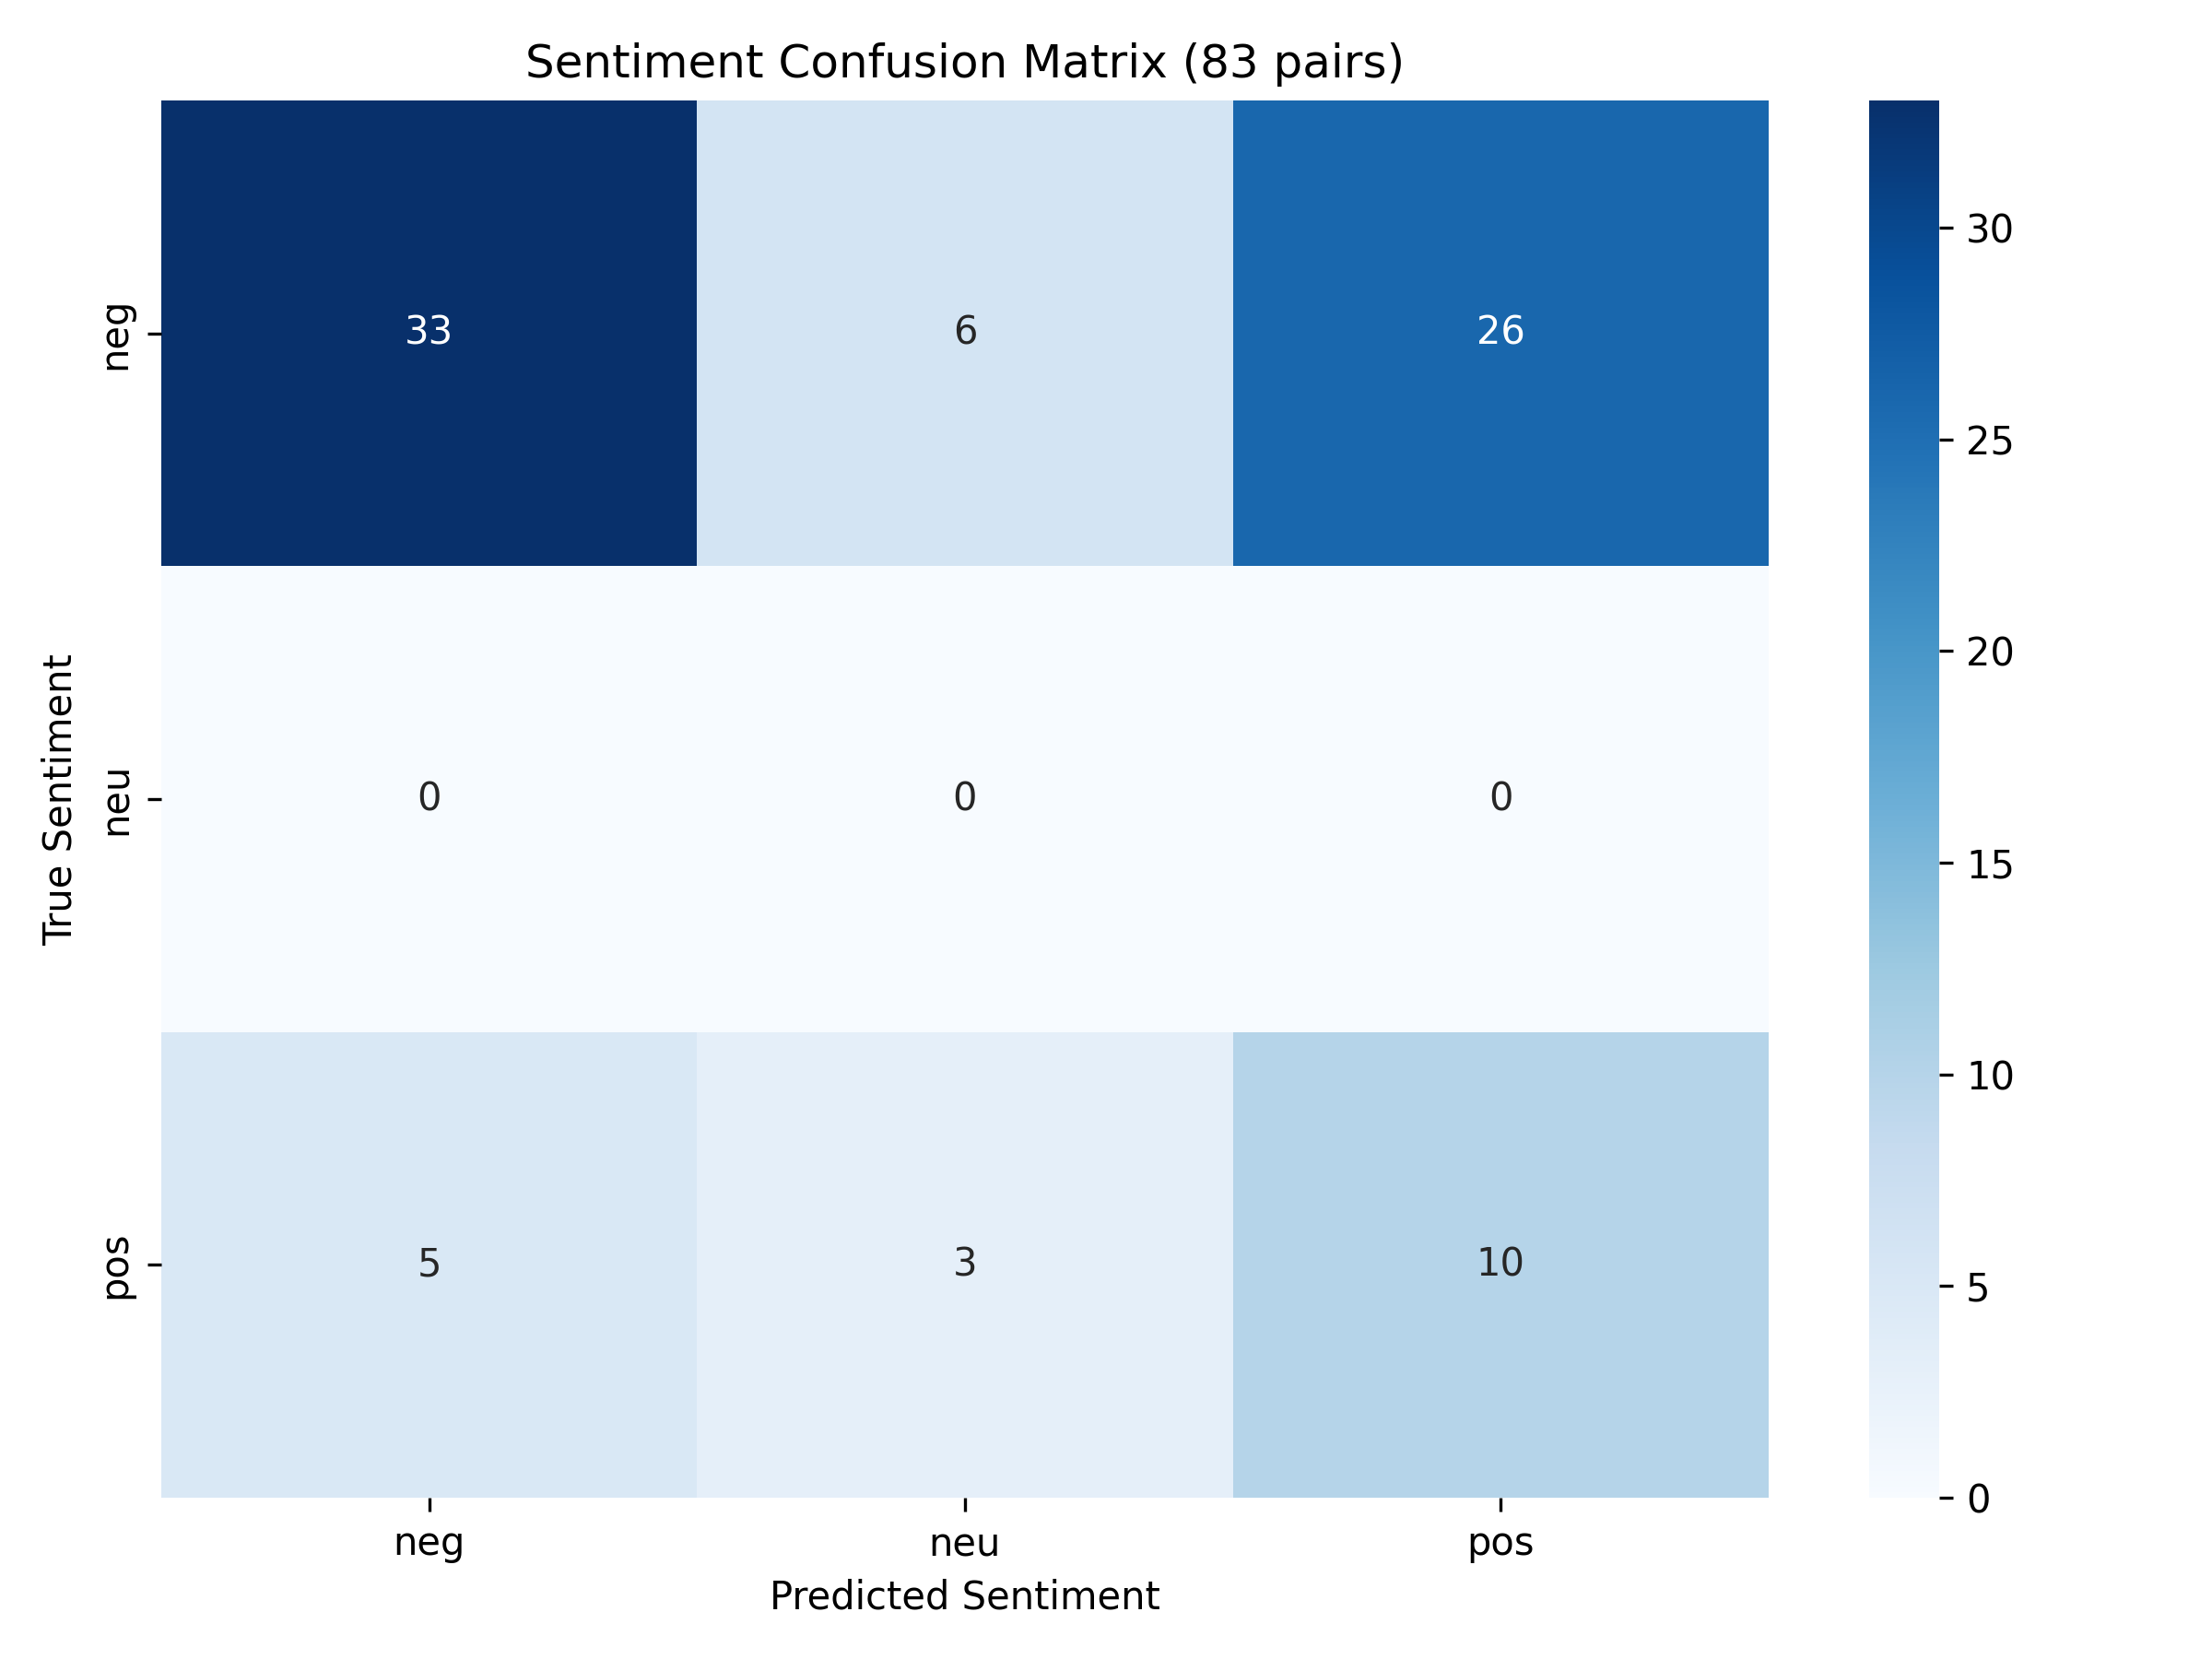 Sentiment Confusion Matrix (83 pairs)
True Sentiment
neg
33
6
26
neu
0
0
0
pos
5
3
10
neg
neu
pos
Predicted Sentiment
30
25
20
15
10
5
0